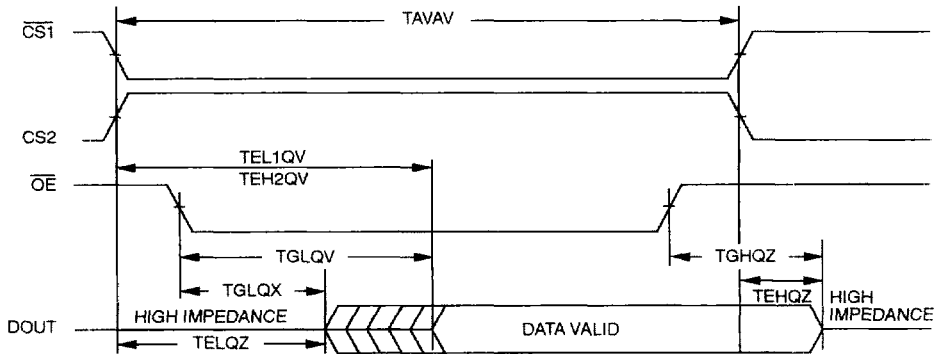 TAVAV
CS1
CS2
TEL1QV
TEH2QV
OE
TGLQV
TGHQZ
TGLQX
TEHQZ
HIGH IMPEDANCE
DOUT
HIGH IMPEDANCE
DATA VALID
TELQZ